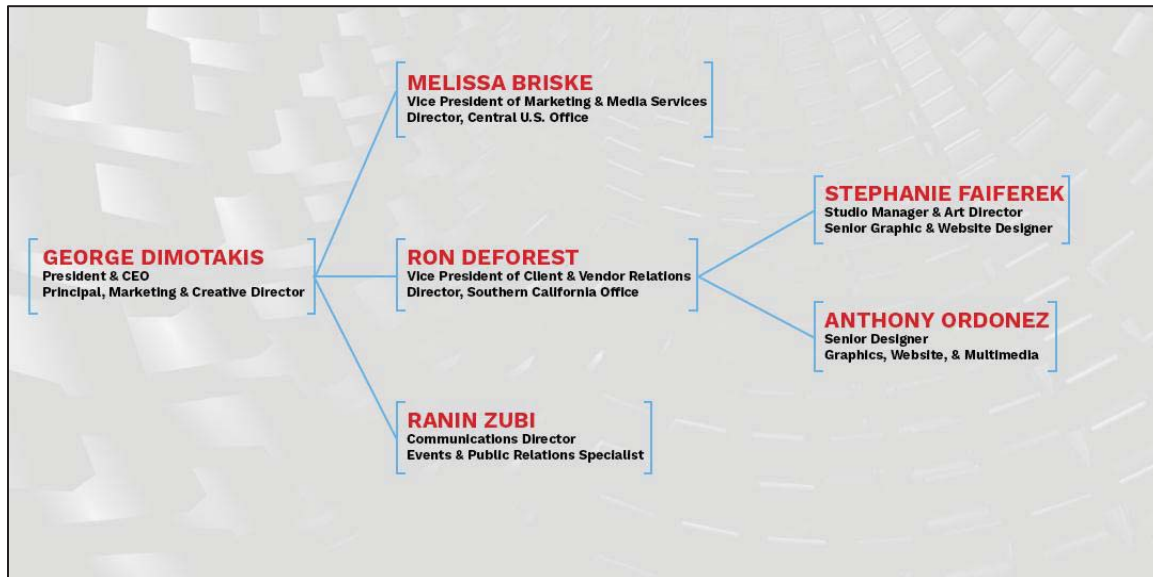 MELISSA BRISKE
Vice President of Marketing & Media Services
Director, Central U.S. Office
STEPHANIE FAIFEREK
Studio Manager & Art Director
Senior Graphic & Website Designer
GEORGE DIMOTAKIS
President & CEO
Principal, Marketing & Creative Director
RON DEFOREST
Vice President of Client & Vendor Relations
Director, Southern California Office
ANTHONY ORDONEZ
Senior Designer
Graphics, Website, & Multimedia
RANIN ZUBI
Communications Director
Events & Public Relations Specialist